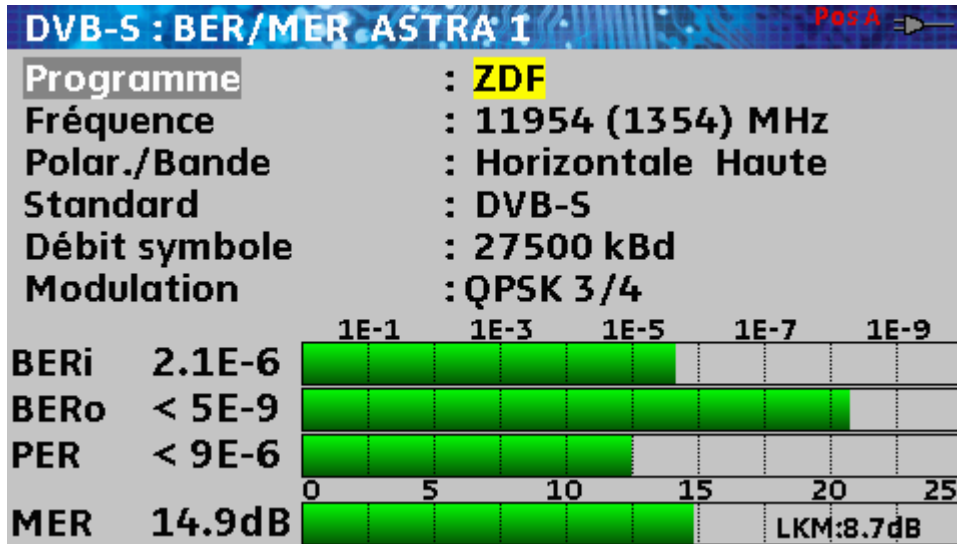 DVB-S : BER/MER ASTRA 1 Pos A
Programme : ZDF
Fréquence : 11954 (1354) MHz
Polar./Bande : Horizontale Haute
Standard : DVB-S
Débit symbole : 27500 kBd
Modulation : QPSK 3/4
1E-1 1E-3 1E-5 1E-7 1E-9
BERi 2.1E-6
BERo < 5E-9
PER < 9E-6
0 5 10 15 20 25
MER 14.9dB LKM:8.7dB